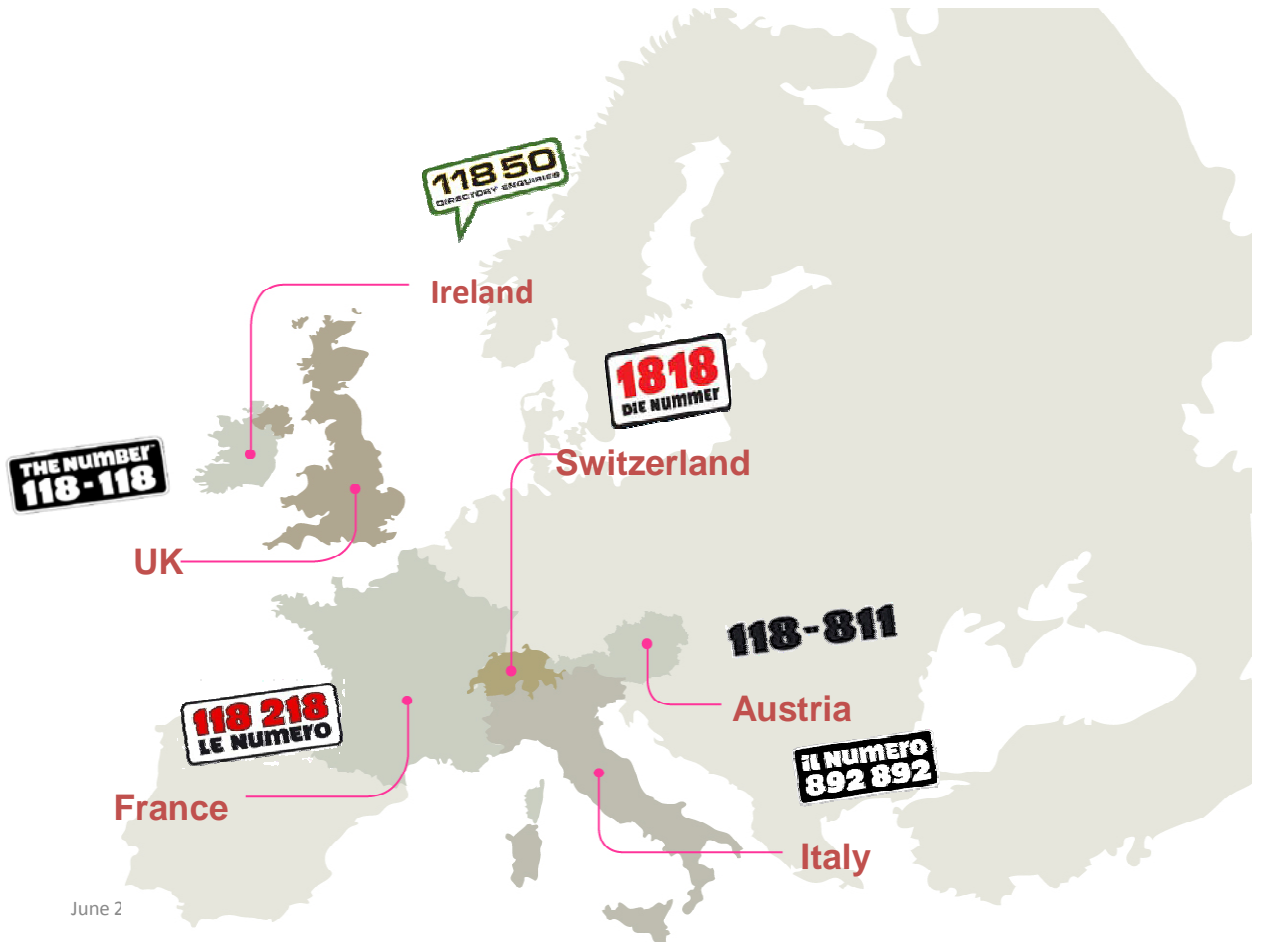 11850
DIRECTORY ENQUIRIES
Ireland
1818
DIE NUMMER
Switzerland
THE NUMBER™
118-118
UK
118-811
Austria
118 218
LE NUMERO
France
IL NUMERO
892 892
Italy
June 2